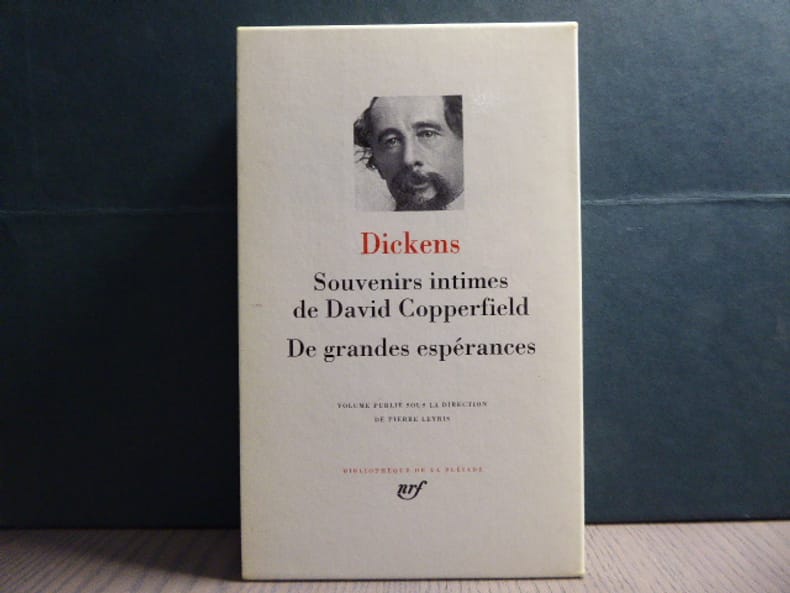 Dickens
Souvenirs intimes
de David Copperfield
De grandes espérances
VOLUME PUBLIÉ SOUS LA DIRECTION
DE PIERRE LEYRIS
BIBLIOTHÈQUE DE LA PLÉIADE
nrf